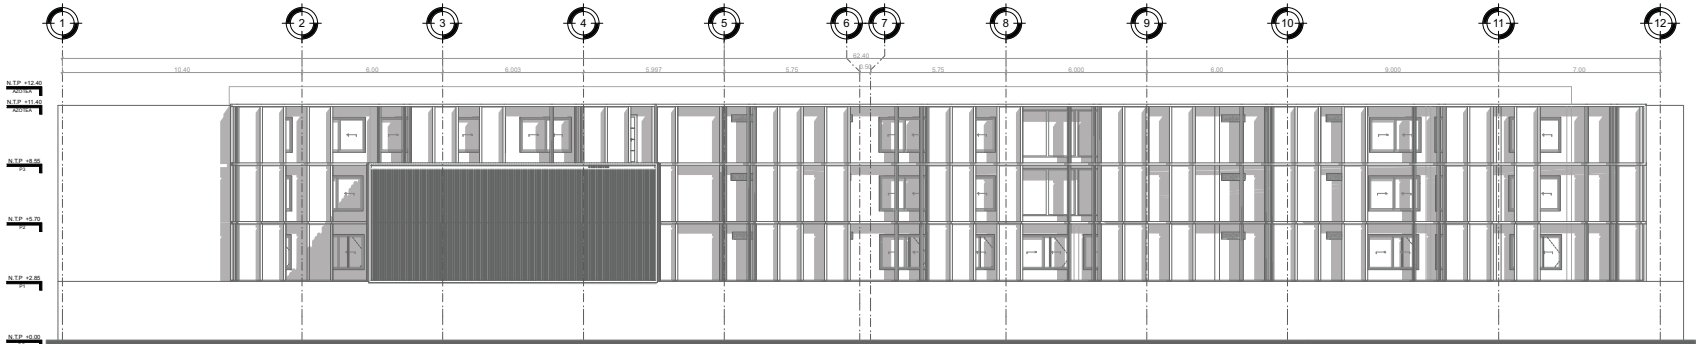 1 2 3 4 5 6 7 8 9 10 11 12
62.40
10.40 6.00 6.003 5.997 5.75 0.50 5.75 6.000 6.00 9.000 7.00
N.T.P +12.40
AZOTEA
N.T.P +11.40
AZOTEA
N.T.P +8.55
P3
N.T.P +5.70
P2
N.T.P +2.85
P1
N.T.P +0.00